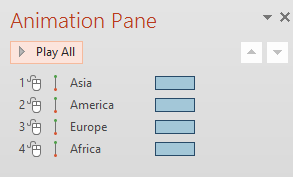 Animation Pane
Play All
1 Asia
2 America
3 Europe
4 Africa